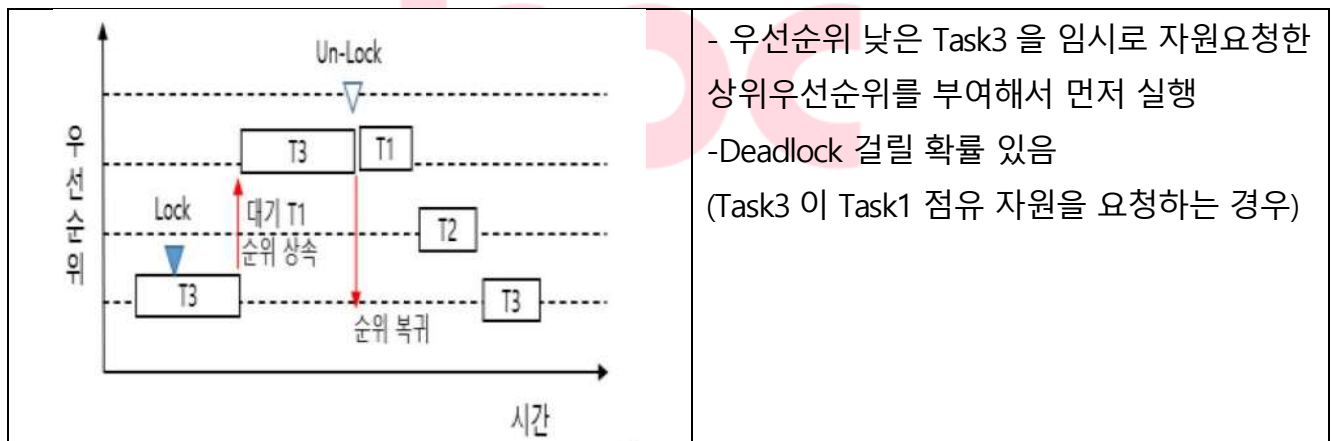 Un-Lock
우선순위
T3
T1
Lock
대기 T1
순위 상속
T2
T3
T3
순위 복귀
시간
- 우선순위 낮은 Task3 을 임시로 자원요청한
상위우선순위를 부여해서 먼저 실행
-Deadlock 걸릴 확률 있음
(Task3 이 Task1 점유 자원을 요청하는 경우)